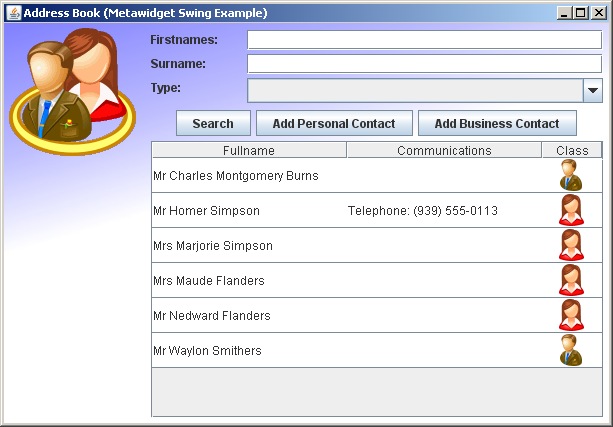 Address Book (Metawidget Swing Example)
Firstnames:
Surname:
Type:
Search Add Personal Contact Add Business Contact
Fullname Communications Class
Mr Charles Montgomery Burns
Mr Homer Simpson Telephone: (939) 555-0113
Mrs Marjorie Simpson
Mrs Maude Flanders
Mr Nedward Flanders
Mr Waylon Smithers